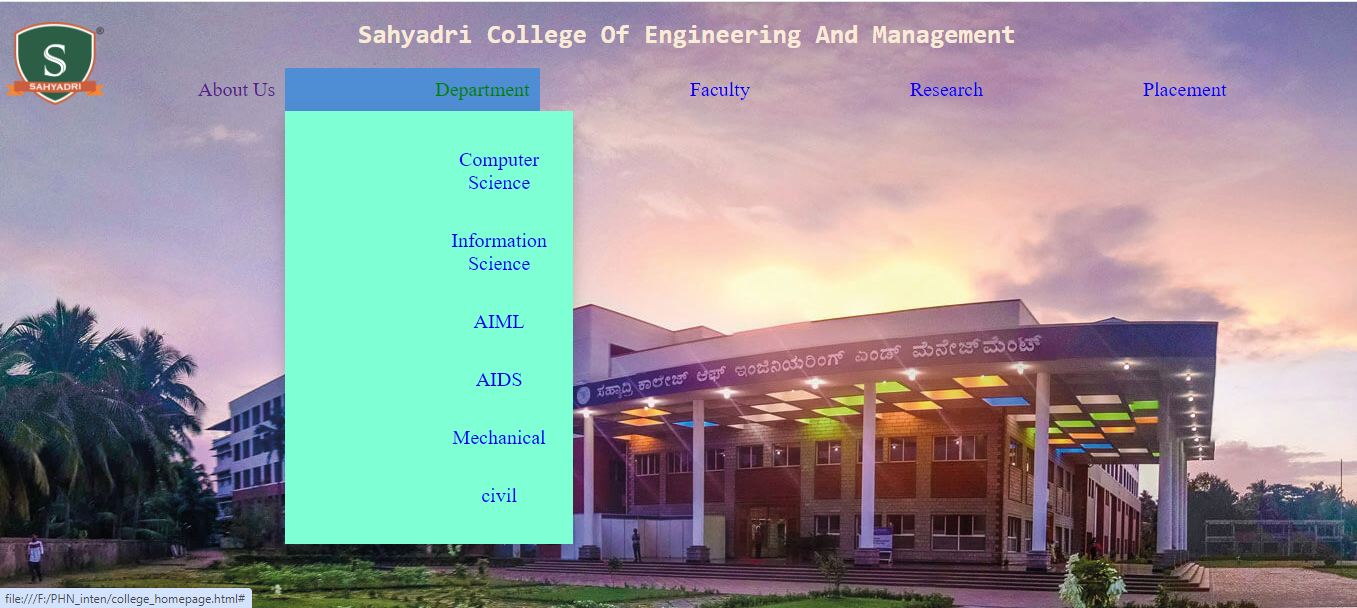 Sahyadri College Of Engineering And Management
S
®
SAHYADRI
About Us
Department
Faculty
Research
Placement
Computer
Science
Information
Science
AIML
AIDS
Mechanical
civil
ಸಹ್ಯಾದ್ರಿ ಕಾಲೇಜ್ ಆಫ್ ಇಂಜಿನಿಯರಿಂಗ್ ಎಂಡ್ ಮೆನೇಜ್‌ಮೆಂಟ್
file:///F:/PHN_inten/college_homepage.html#